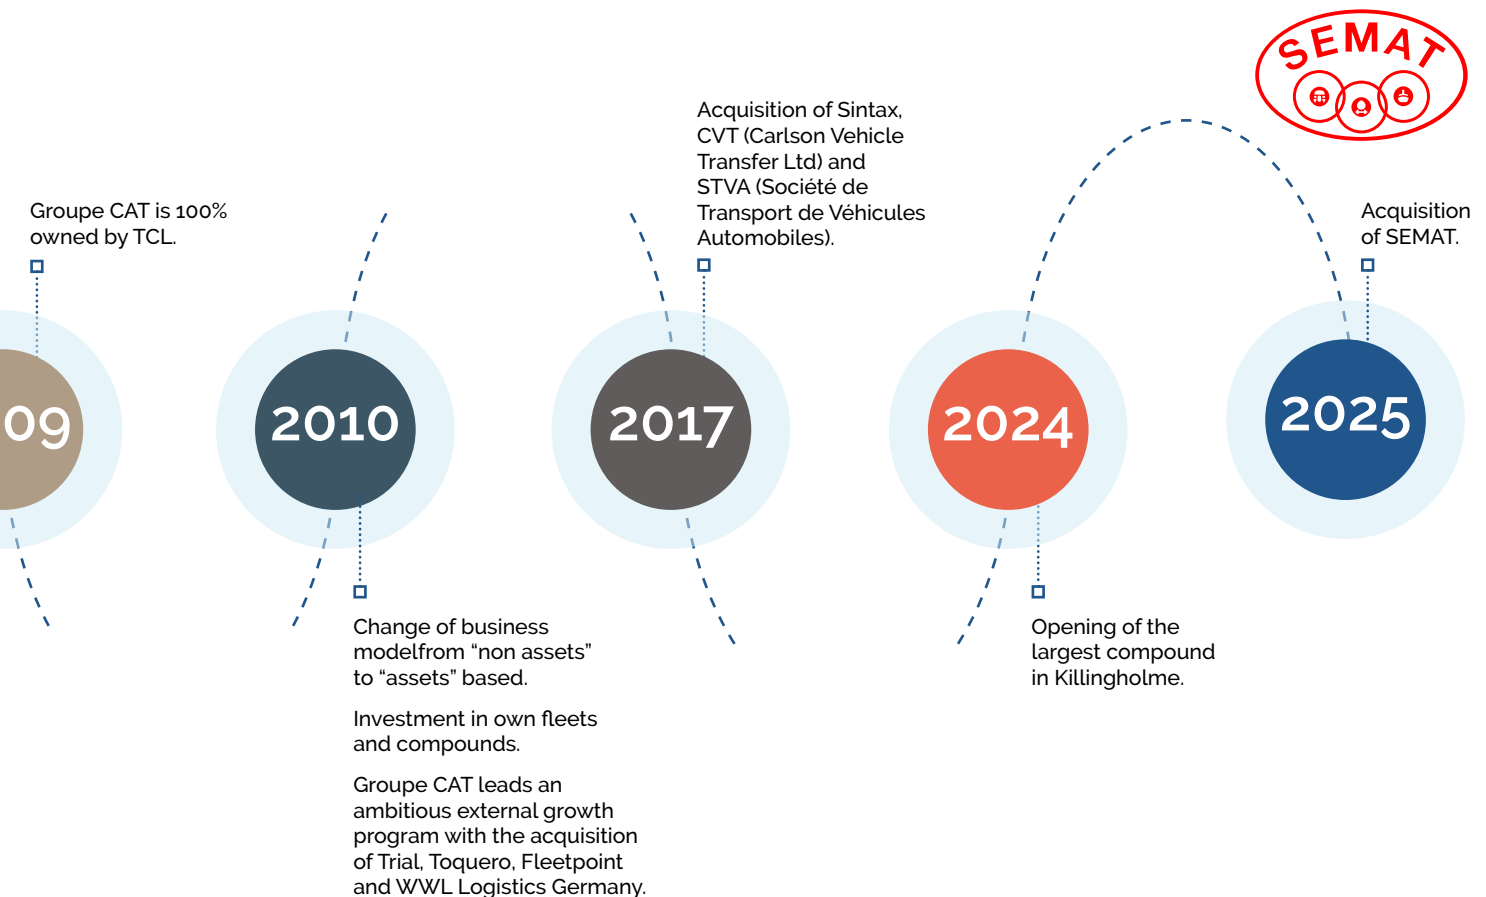 SEMAT
Groupe CAT is 100%
owned by TCL.
09
2010
Change of business
modelfrom “non assets”
to “assets” based.
Investment in own fleets
and compounds.
Groupe CAT leads an
ambitious external growth
program with the acquisition
of Trial, Toquero, Fleetpoint
and WWL Logistics Germany.
Acquisition of Sintax,
CVT (Carlson Vehicle
Transfer Ltd) and
STVA (Société de
Transport de Véhicules
Automobiles).
2017
2024
Opening of the
largest compound
in Killingholme.
Acquisition
of SEMAT.
2025